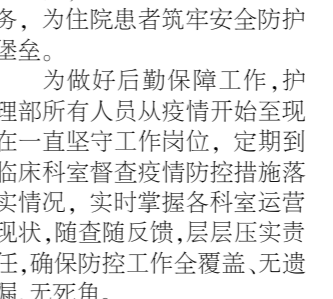 务，为住院患者筑牢安全防护
堡垒。
为做好后勤保障工作,护
理部所有人员从疫情开始至现
在一直坚守工作岗位，定期到
临床科室督查疫情防控措施落
实情况，实时掌握各科室运营
现状,随查随反馈,层层压实责
任,确保防控工作全覆盖、无遗
漏、无死角。